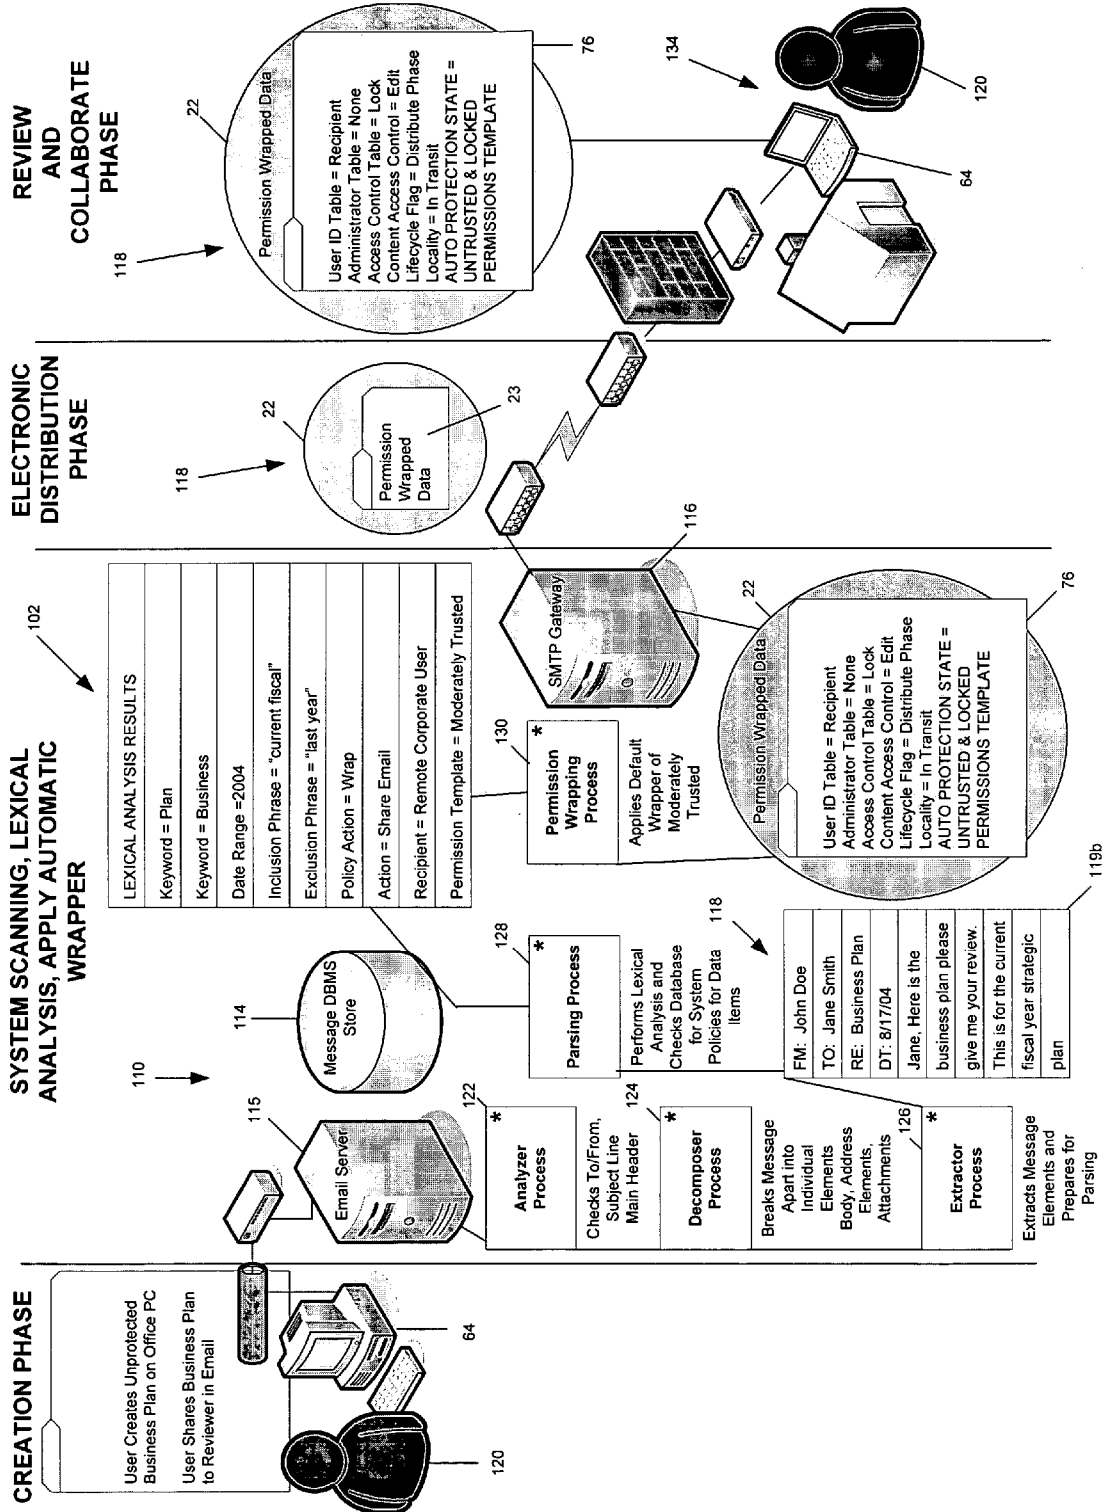 CREATION PHASE
User Creates Unprotected
Business Plan on Office PC
User Shares Business Plan
to Reviewer in Email
64
120
SYSTEM SCANNING, LEXICAL
ANALYSIS, APPLY AUTOMATIC
WRAPPER
110
115
Email Server
114
Message DBMS
Store
102
LEXICAL ANALYSIS RESULTS
Keyword = Plan
Keyword = Business
Date Range =2004
Inclusion Phrase = "current fiscal"
Exclusion Phrase = "last year"
Policy Action = Wrap
Action = Share Email
Recipient = Remote Corporate User
Permission Template = Moderately Trusted
122
*
Analyzer
Process
Checks To/From,
Subject Line
Main Header
124
*
Decomposer
Process
Breaks Message
Apart into
Individual
Elements
Body, Address
Elements,
Attachments
126
*
Extractor
Process
Extracts Message
Elements and
Prepares for
Parsing
128
*
Parsing Process
Performs Lexical
Analysis and
Checks Database
for System
Policies for Data
Items
118
FM: John Doe
TO: Jane Smith
RE: Business Plan
DT: 8/17/04
Jane, Here is the
business plan please
give me your review.
This is for the current
fiscal year strategic
plan
119b
130
*
Permission
Wrapping
Process
Applies Default
Wrapper of
Moderately
Trusted
SMTP Gateway
116
22
Permission Wrapped Data
User ID Table = Recipient
Administrator Table = None
Access Control Table = Lock
Content Access Control = Edit
Lifecycle Flag = Distribute Phase
Locality = In Transit
AUTO PROTECTION STATE =
UNTRUSTED & LOCKED
PERMISSIONS TEMPLATE
76
ELECTRONIC
DISTRIBUTION
PHASE
118
22
Permission
Wrapped
Data
23
REVIEW
AND
COLLABORATE
PHASE
118
22
Permission Wrapped Data
User ID Table = Recipient
Administrator Table = None
Access Control Table = Lock
Content Access Control = Edit
Lifecycle Flag = Distribute Phase
Locality = In Transit
AUTO PROTECTION STATE =
UNTRUSTED & LOCKED
PERMISSIONS TEMPLATE
76
134
64
120